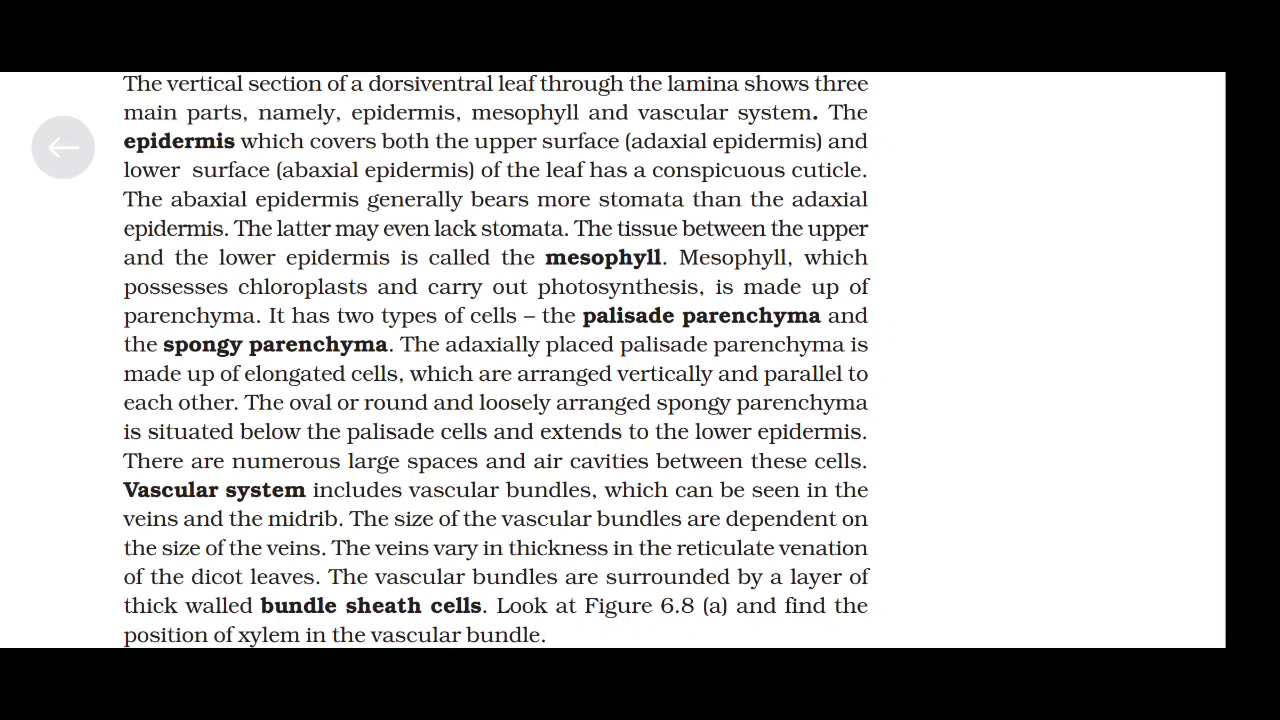 The vertical section of a dorsiventral leaf through the lamina shows three
main parts, namely, epidermis, mesophyll and vascular system. The
epidermis which covers both the upper surface (adaxial epidermis) and
lower surface (abaxial epidermis) of the leaf has a conspicuous cuticle.
The abaxial epidermis generally bears more stomata than the adaxial
epidermis. The latter may even lack stomata. The tissue between the upper
and the lower epidermis is called the mesophyll. Mesophyll, which
possesses chloroplasts and carry out photosynthesis, is made up of
parenchyma. It has two types of cells – the palisade parenchyma and
the spongy parenchyma. The adaxially placed palisade parenchyma is
made up of elongated cells, which are arranged vertically and parallel to
each other. The oval or round and loosely arranged spongy parenchyma
is situated below the palisade cells and extends to the lower epidermis.
There are numerous large spaces and air cavities between these cells.
Vascular system includes vascular bundles, which can be seen in the
veins and the midrib. The size of the vascular bundles are dependent on
the size of the veins. The veins vary in thickness in the reticulate venation
of the dicot leaves. The vascular bundles are surrounded by a layer of
thick walled bundle sheath cells. Look at Figure 6.8 (a) and find the
position of xylem in the vascular bundle.